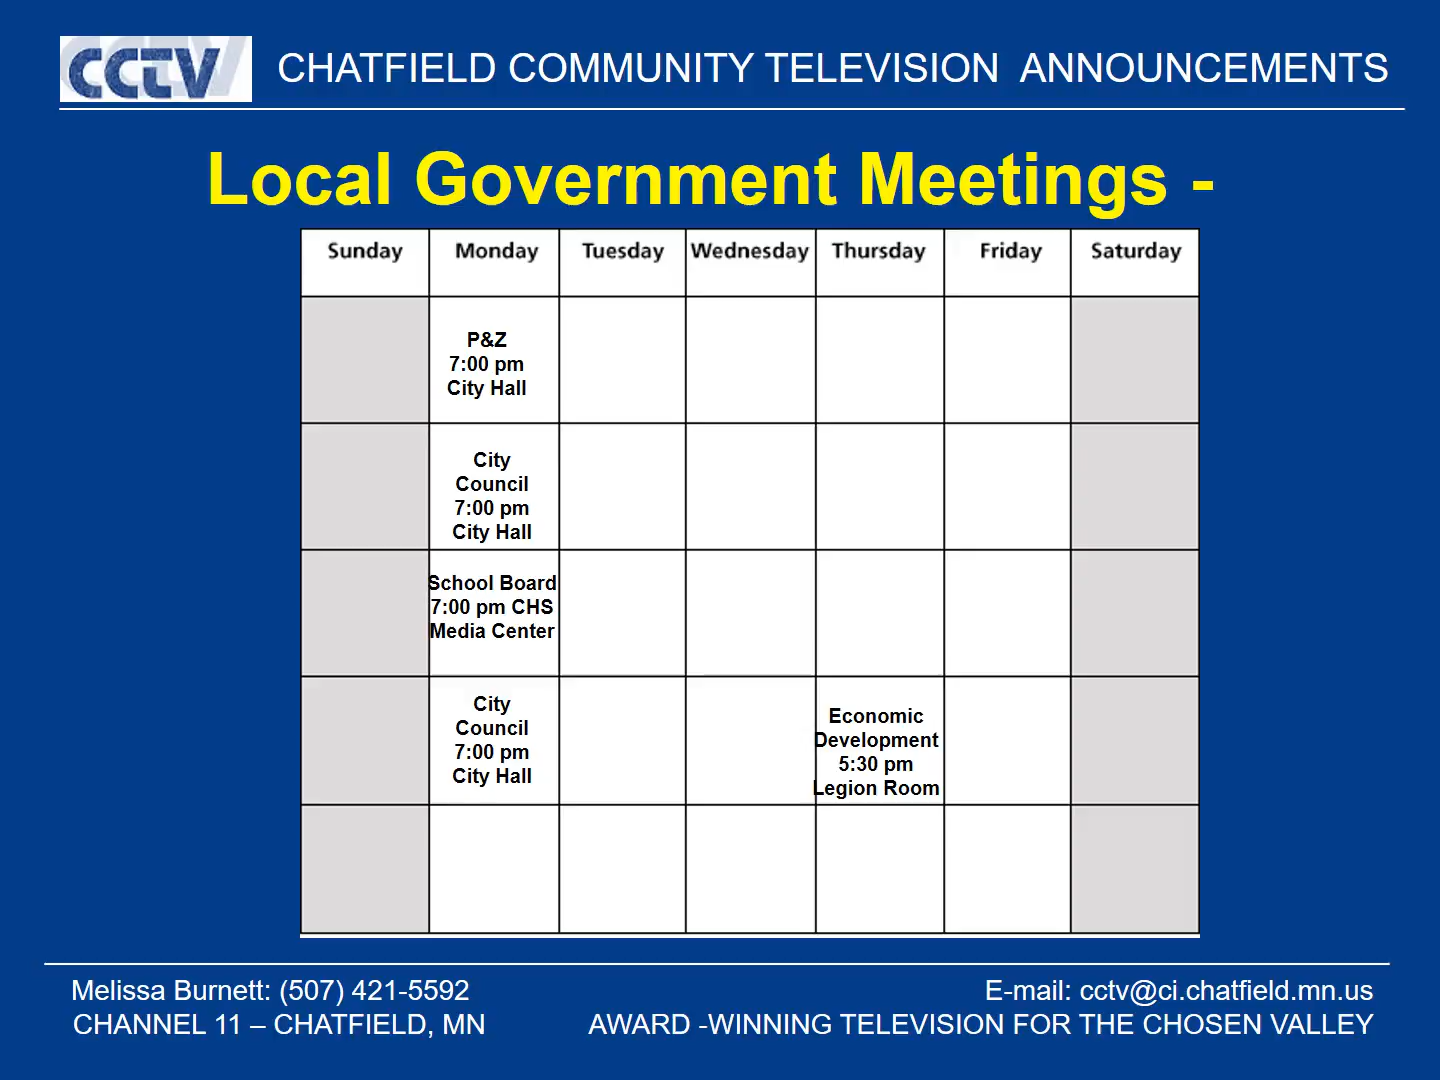 CCTV
CHATFIELD COMMUNITY TELEVISION ANNOUNCEMENTS
Local Government Meetings -
Sunday Monday Tuesday Wednesday Thursday Friday Saturday
P&Z
7:00 pm
City Hall
City
Council
7:00 pm
City Hall
School Board
7:00 pm CHS
Media Center
City
Council
7:00 pm
City Hall
Economic
Development
5:30 pm
Legion Room
Melissa Burnett: (507) 421-5592
E-mail: cctv@ci.chatfield.mn.us
CHANNEL 11 – CHATFIELD, MN
AWARD -WINNING TELEVISION FOR THE CHOSEN VALLEY